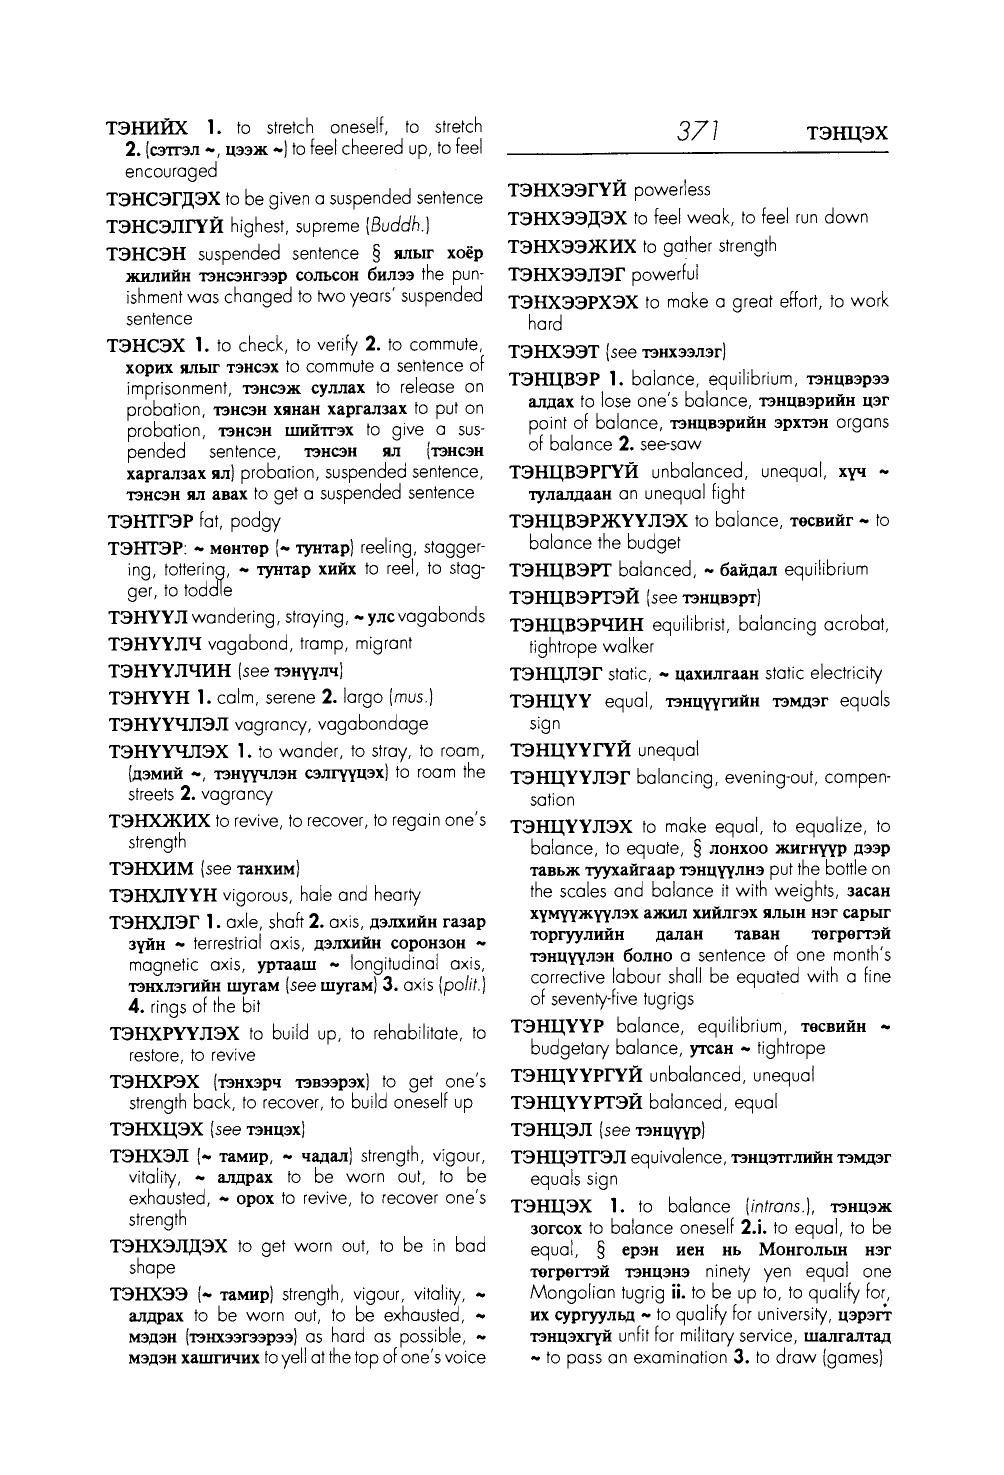 ТЭНИЙХ 1. to stretch oneself, to stretch
2. (сэтгэл ~, цээж ~) to feel cheered up, to feel
encouraged
ТЭНСЭГДЭХ to be given a suspended sentence
ТЭНСЭЛГҮЙ highest, supreme (Buddh.)
ТЭНСЭН suspended sentence § ялыг хоёр
жилийн тэнсэнгээр сольсон билээ the pun-
ishment was changed to two years' suspended
sentence
ТЭНСЭХ 1. to check, to verify 2. to commute,
хорих ялыг тэнсэх to commute a sentence of
imprisonment, тэнсэж суллах to release on
probation, тэнсэн хянан харгалзах to put on
probation, тэнсэн шийтгэх to give a sus-
pended sentence, тэнсэн ял (тэнсэн
харгалзах ял) probation, suspended sentence,
тэнсэн ял авах to get a suspended sentence
ТЭНТГЭР fat, podgy
ТЭНТЭР: ~ мөнтөр (~ тунтар) reeling, stagger-
ing, tottering, ~ тунтар хийх to reel, to stag-
ger, to toddle
ТЭНҮҮЛ wandering, straying, ~ улс vagabonds
ТЭНҮҮЛЧ vagabond, tramp, migrant
ТЭНҮҮЛЧИН (see тэнүүлч)
ТЭНҮҮН 1. calm, serene 2. largo (mus.)
ТЭНҮҮЧЛЭЛ vagrancy, vagabondage
ТЭНҮҮЧЛЭХ 1. to wander, to stray, to roam,
(дэмий ~, тэнүүчлэн сэлгүүцэх) to roam the
streets 2. vagrancy
ТЭНХЖИХ to revive, to recover, to regain one's
strength
ТЭНХИМ (see танхим)
ТЭНХЛҮҮН vigorous, hale and hearty
ТЭНХЛЭГ 1. axle, shaft 2. axis, дэлхийн газар
зүйн ~ terrestrial axis, дэлхийн соронзон ~
magnetic axis, уртааш ~ longitudinal axis,
тэнхлэгийн шугам (see шугам) 3. axis (polit.)
4. rings of the bit
ТЭНХРҮҮЛЭХ to build up, to rehabilitate, to
restore, to revive
ТЭНХРЭХ (тэнхэрч тэвээрэх) to get one's
strength back, to recover, to build oneself up
ТЭНХЦЭХ (see тэнцэх)
ТЭНХЭЛ (~ тамир, ~ чадал) strength, vigour,
vitality, ~ алдрах to be worn out, to be
exhausted, ~ орох to revive, to recover one's
strength
ТЭНХЭЛДЭХ to get worn out, to be in bad
shape
ТЭНХЭЭ (~ тамир) strength, vigour, vitality, ~
алдрах to be worn out, to be exhausted, ~
мэдэн (тэнхээгээрээ) as hard as possible, ~
мэдэн хашгичих to yell at the top of one's voice
371 ТЭНЦЭХ
ТЭНХЭЭГҮЙ powerless
ТЭНХЭЭДЭХ to feel weak, to feel run down
ТЭНХЭЭЖИХ to gather strength
ТЭНХЭЭЛЭГ powerful
ТЭНХЭЭРХЭХ to make a great effort, to work
hard
ТЭНХЭЭТ (see тэнхээлэг)
ТЭНЦВЭР 1. balance, equilibrium, тэнцвэрээ
алдах to lose one's balance, тэнцвэрийн цэг
point of balance, тэнцвэрийн эрхтэн organs
of balance 2. see-saw
ТЭНЦВЭРГҮЙ unbalanced, unequal, хүч ~
тулалдаан an unequal fight
ТЭНЦВЭРЖҮҮЛЭХ to balance, төсвийг ~ to
balance the budget
ТЭНЦВЭРТ balanced, ~ байдал equilibrium
ТЭНЦВЭРТЭЙ (see тэнцвэрт)
ТЭНЦВЭРЧИН equilibrist, balancing acrobat,
tightrope walker
ТЭНЦЛЭГ static, ~ цахилгаан static electricity
ТЭНЦҮҮ equal, тэнцүүгийн тэмдэг equals
sign
ТЭНЦҮҮГҮЙ unequal
ТЭНЦҮҮЛЭГ balancing, evening-out, compen-
sation
ТЭНЦҮҮЛЭХ to make equal, to equalize, to
balance, to equate, § лонхоо жигнүүр дээр
тавьж туухайгаар тэнцүүлнэ put the bottle on
the scales and balance it with weights, засан
хүмүүжүүлэх ажил хийлгэх ялын нэг сарыг
торгуулийн далан таван төгрөгтэй
тэнцүүлэн болно a sentence of one month's
corrective labour shall be equated with a fine
of seventy-five tugrigs
ТЭНЦҮҮР balance, equilibrium, төсвийн ~
budgetary balance, утсан ~ tightrope
ТЭНЦҮҮРГҮЙ unbalanced, unequal
ТЭНЦҮҮРТЭЙ balanced, equal
ТЭНЦЭЛ (see тэнцүүр)
ТЭНЦЭТГЭЛ equivalence, тэнцэтглийн тэмдэг
equals sign
ТЭНЦЭХ 1. to balance (intrans.), тэнцэж
зогсох to balance oneself 2.i. to equal, to be
equal, § ерэн иен нь Монголын нэг
төгрөгтэй тэнцэнэ ninety yen equal one
Mongolian tugrig ii. to be up to, to qualify for,
их сургуульд ~ to qualify for university, цэрэгт
тэнцэхгүй unfit for military service, шалгалтад
~ to pass an examination 3. to draw (games)